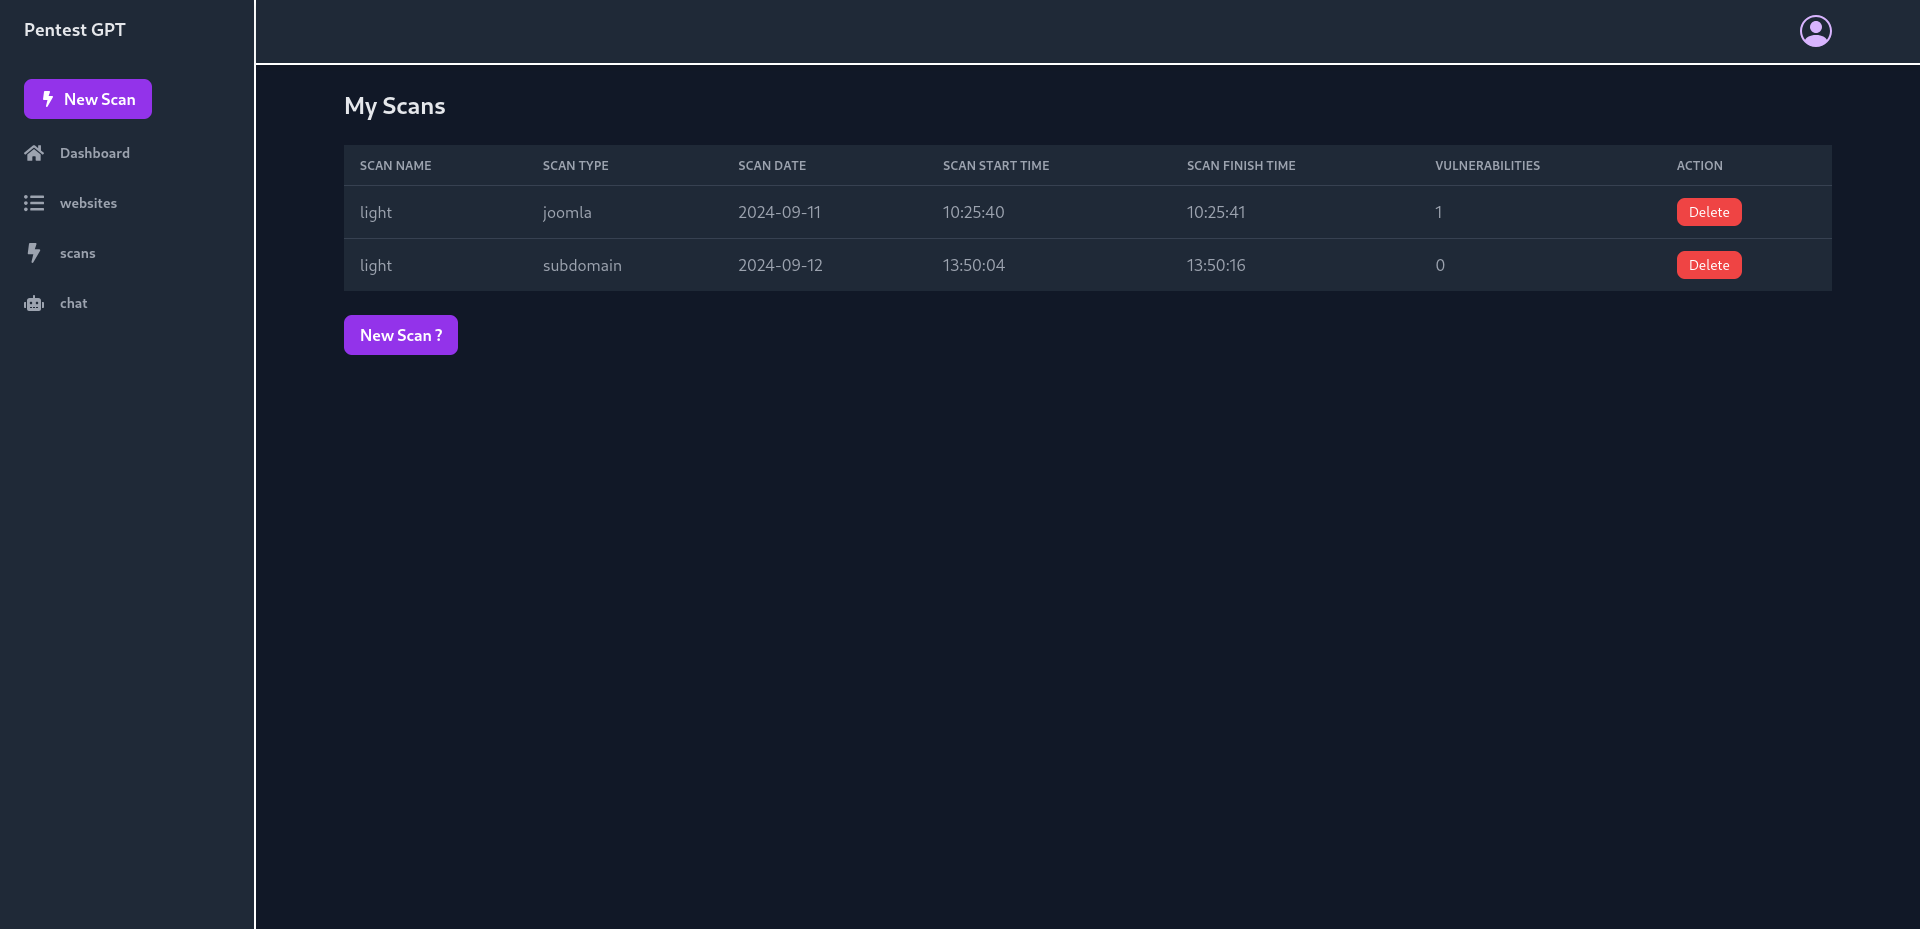 Pentest GPT
New Scan
Dashboard
websites
scans
chat
My Scans
SCAN NAME SCAN TYPE SCAN DATE SCAN START TIME SCAN FINISH TIME VULNERABILITIES ACTION
light joomla 2024-09-11 10:25:40 10:25:41 1 Delete
light subdomain 2024-09-12 13:50:04 13:50:16 0 Delete
New Scan ?